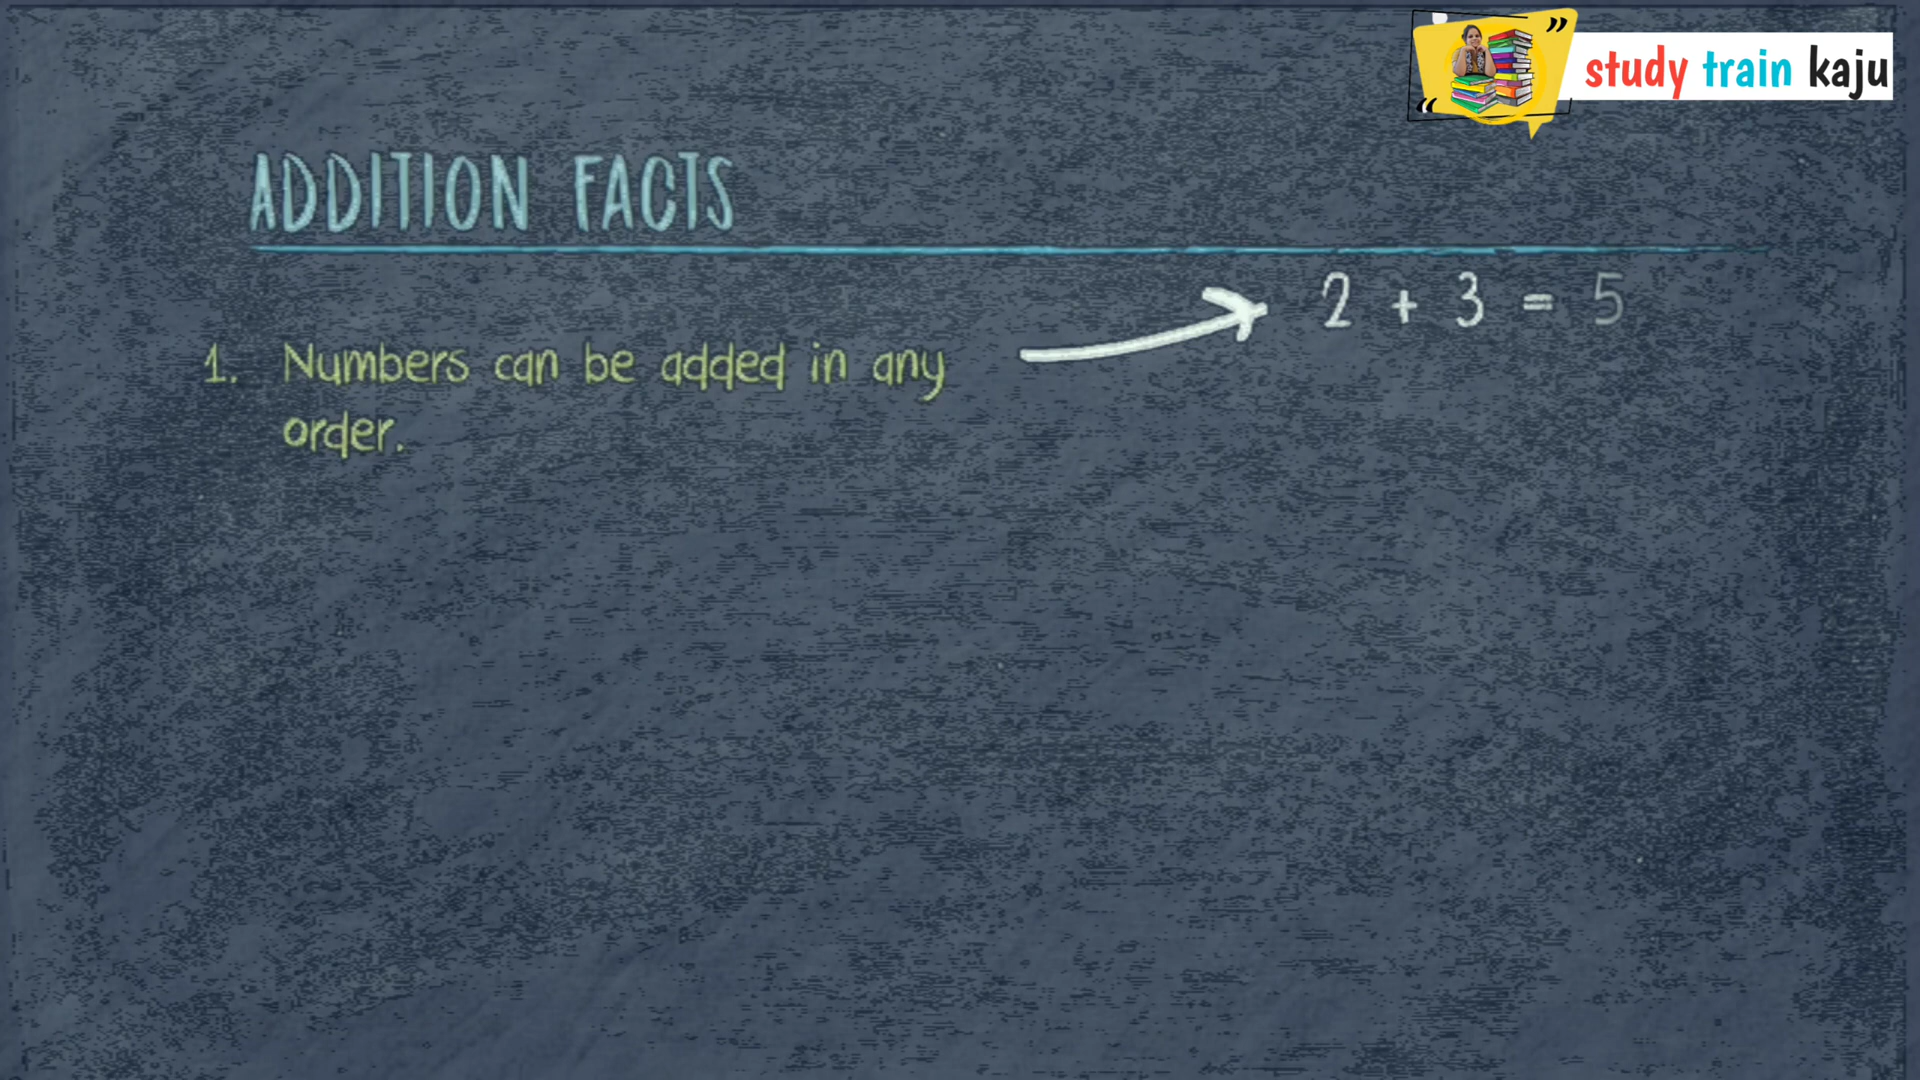 study train kaju
ADDITION FACTS
2 + 3 = 5
1. Numbers can be added in any
order.